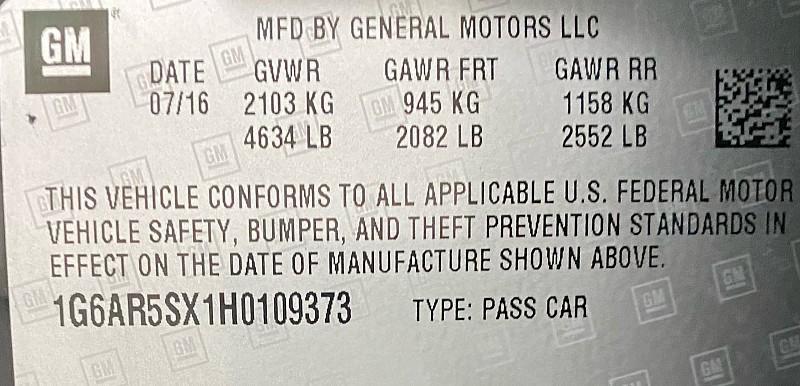 GM MFD BY GENERAL MOTORS LLC
DATE GVWR GAWR FRT GAWR RR
07/16 2103 KG 945 KG 1158 KG
4634 LB 2082 LB 2552 LB
THIS VEHICLE CONFORMS TO ALL APPLICABLE U.S. FEDERAL MOTOR
VEHICLE SAFETY, BUMPER, AND THEFT PREVENTION STANDARDS IN
EFFECT ON THE DATE OF MANUFACTURE SHOWN ABOVE.
1G6AR5SX1H0109373 TYPE: PASS CAR